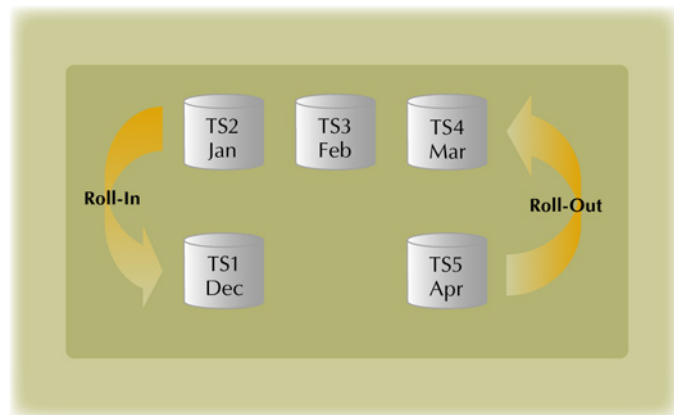 TS2
Jan
TS3
Feb
TS4
Mar
Roll-In
Roll-Out
TS1
Dec
TS5
Apr